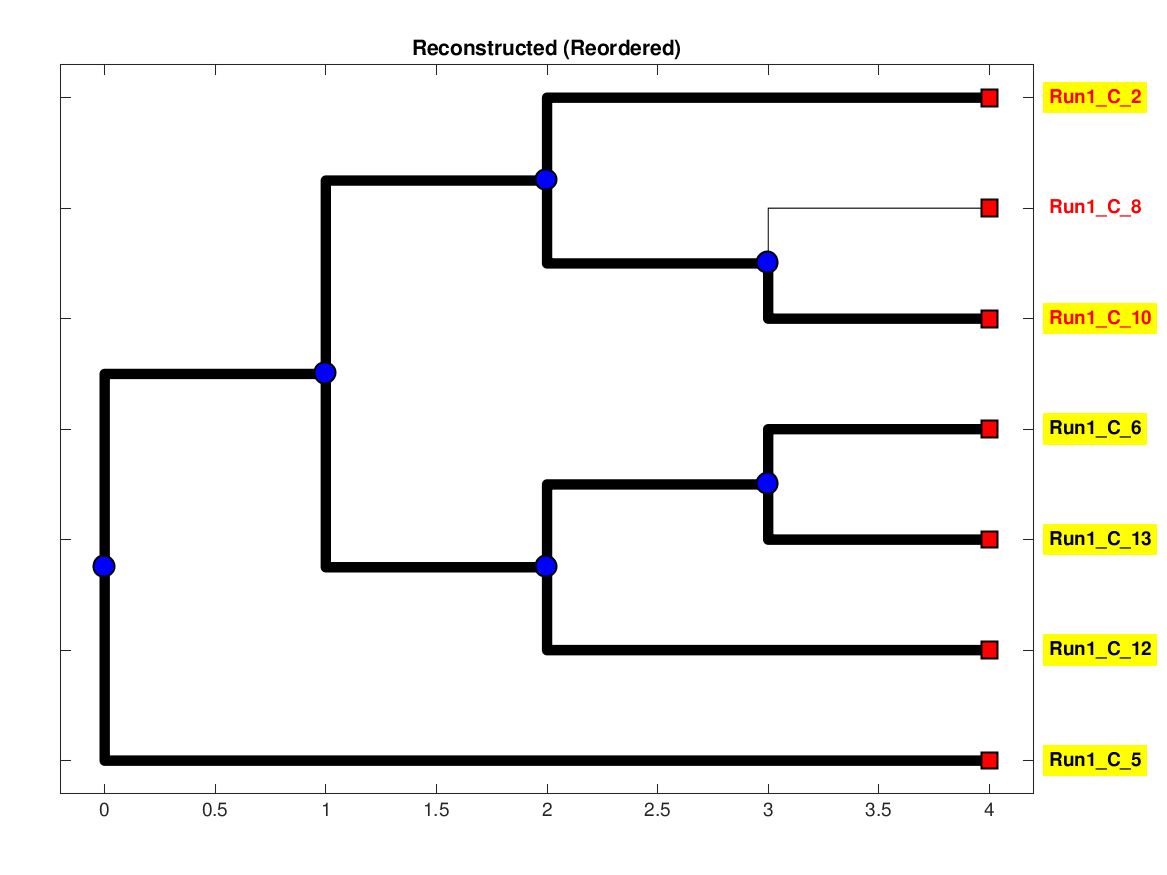 Reconstructed (Reordered)
Run1_C_2
Run1_C_8
Run1_C_10
Run1_C_6
Run1_C_13
Run1_C_12
Run1_C_5
0 0.5 1 1.5 2 2.5 3 3.5 4